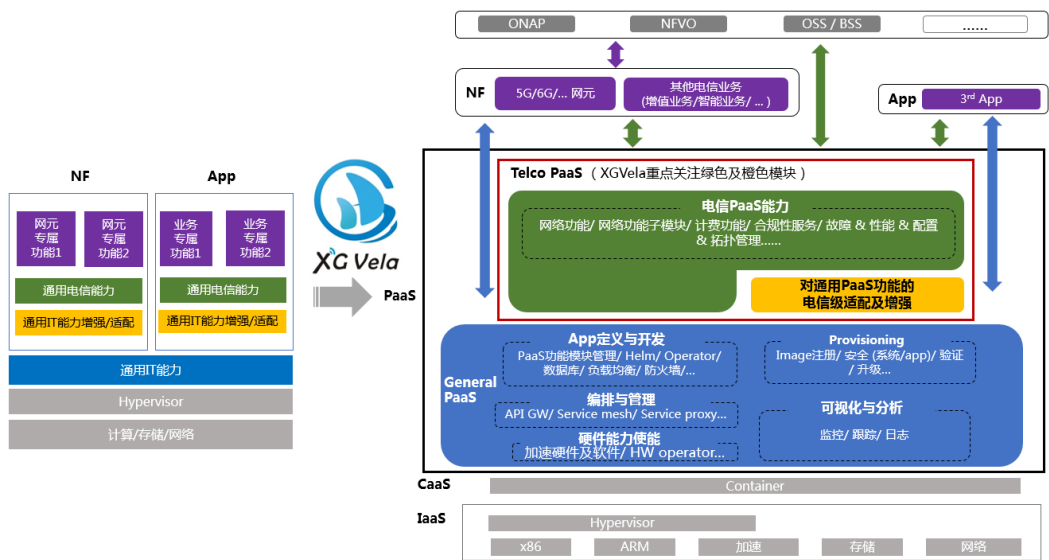 ONAP
NFVO
OSS / BSS
......
NF
5G/6G/... 网元
其他电信业务
(增值业务/智能业务/ ... )
App
3rd App
NF
App
网元
专属
功能1
网元
专属
功能2
业务
专属
功能1
业务
专属
功能2
通用电信能力
通用电信能力
通用IT能力增强/适配
通用IT能力增强/适配
通用IT能力
Hypervisor
计算/存储/网络
XG Vela
PaaS
Telco PaaS （ XGVela重点关注绿色及橙色模块 ）
电信PaaS能力
网络功能/ 网络功能子模块/ 计费功能/ 合规性服务/ 故障 & 性能 & 配置
& 拓扑管理......
对通用PaaS功能的
电信级适配及增强
General
PaaS
App定义与开发
PaaS功能模块管理/ Helm/ Operator/
数据库/ 负载均衡/ 防火墙/...
编排与管理
API GW/ Service mesh/ Service proxy...
硬件能力使能
加速硬件及软件/ HW operator...
Provisioning
Image注册/ 安全 (系统/app)/ 验证
/ 升级...
可视化与分析
监控/ 跟踪/ 日志
CaaS
Container
IaaS
Hypervisor
x86
ARM
加速
存储
网络